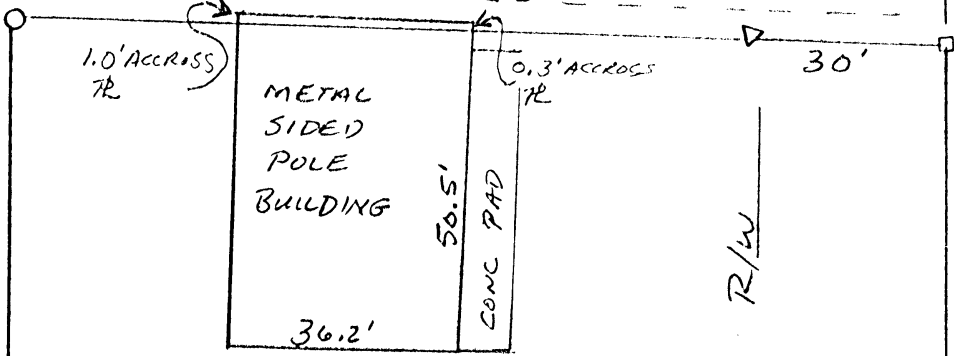 1.0' ACCROSS
PL
0.3' ACCROSS
PL
30'
METAL
SIDED
POLE
BUILDING
50.5'
CONC PAD
R/W
36.2'